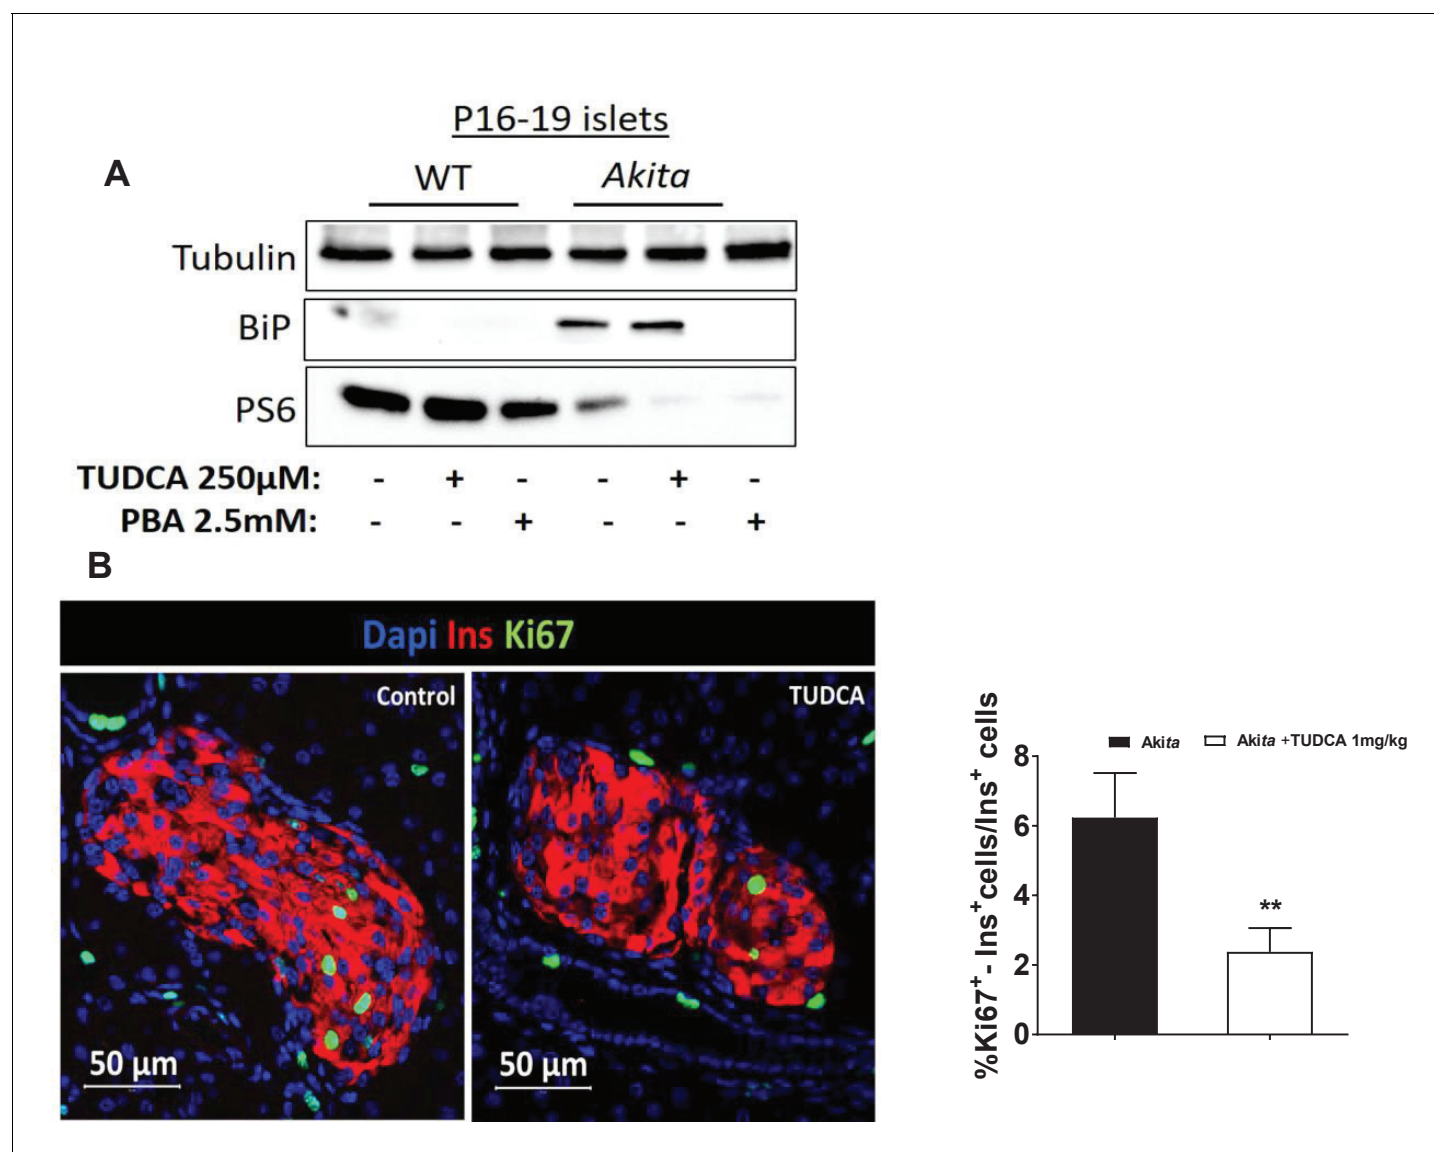 P16-19 islets
A
WT Akita
Tubulin
BiP
PS6
TUDCA 250µM: - + - - + -
PBA 2.5mM: - - + - - +
B
Dapi Ins Ki67
Control
TUDCA
50 µm
50 µm
%Ki67+- Ins+cells/Ins+ cells
Akita
Akita +TUDCA 1mg/kg
8
6
4
2
0
**